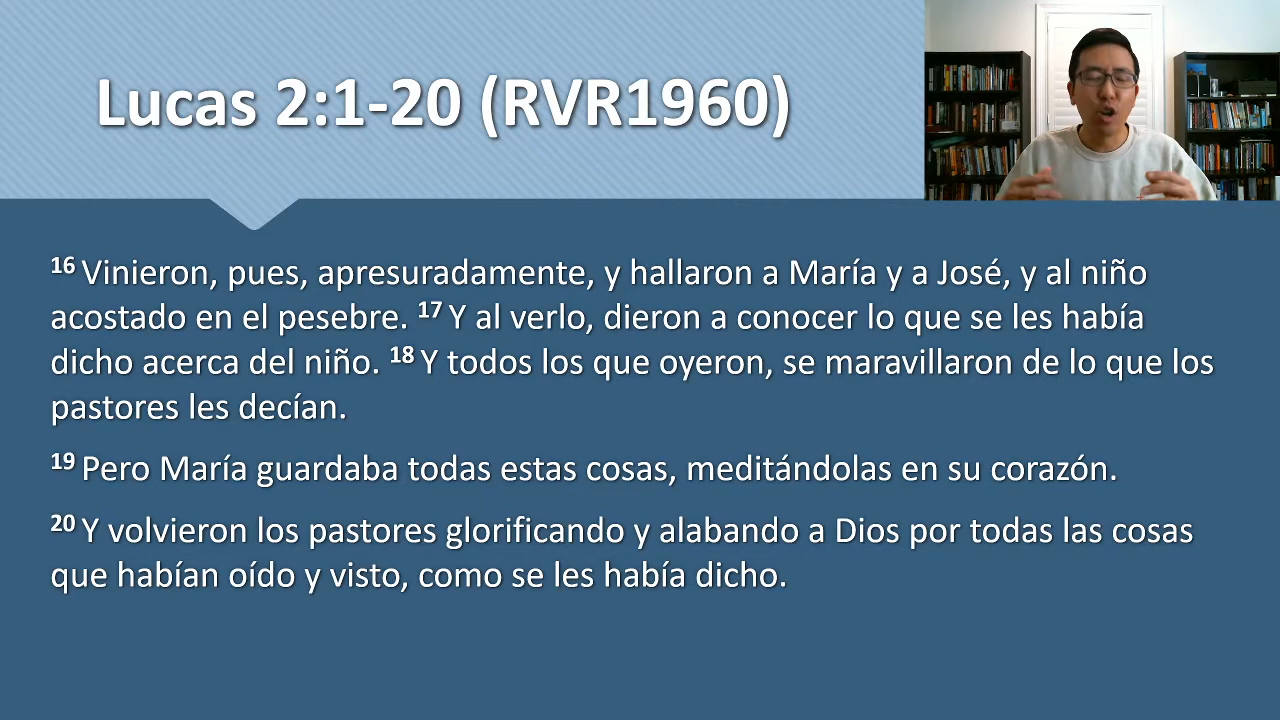 Lucas 2:1-20 (RVR1960)
16 Vinieron, pues, apresuradamente, y hallaron a María y a José, y al niño
acostado en el pesebre. 17 Y al verlo, dieron a conocer lo que se les había
dicho acerca del niño. 18 Y todos los que oyeron, se maravillaron de lo que los
pastores les decían.
19 Pero María guardaba todas estas cosas, meditándolas en su corazón.
20 Y volvieron los pastores glorificando y alabando a Dios por todas las cosas
que habían oído y visto, como se les había dicho.